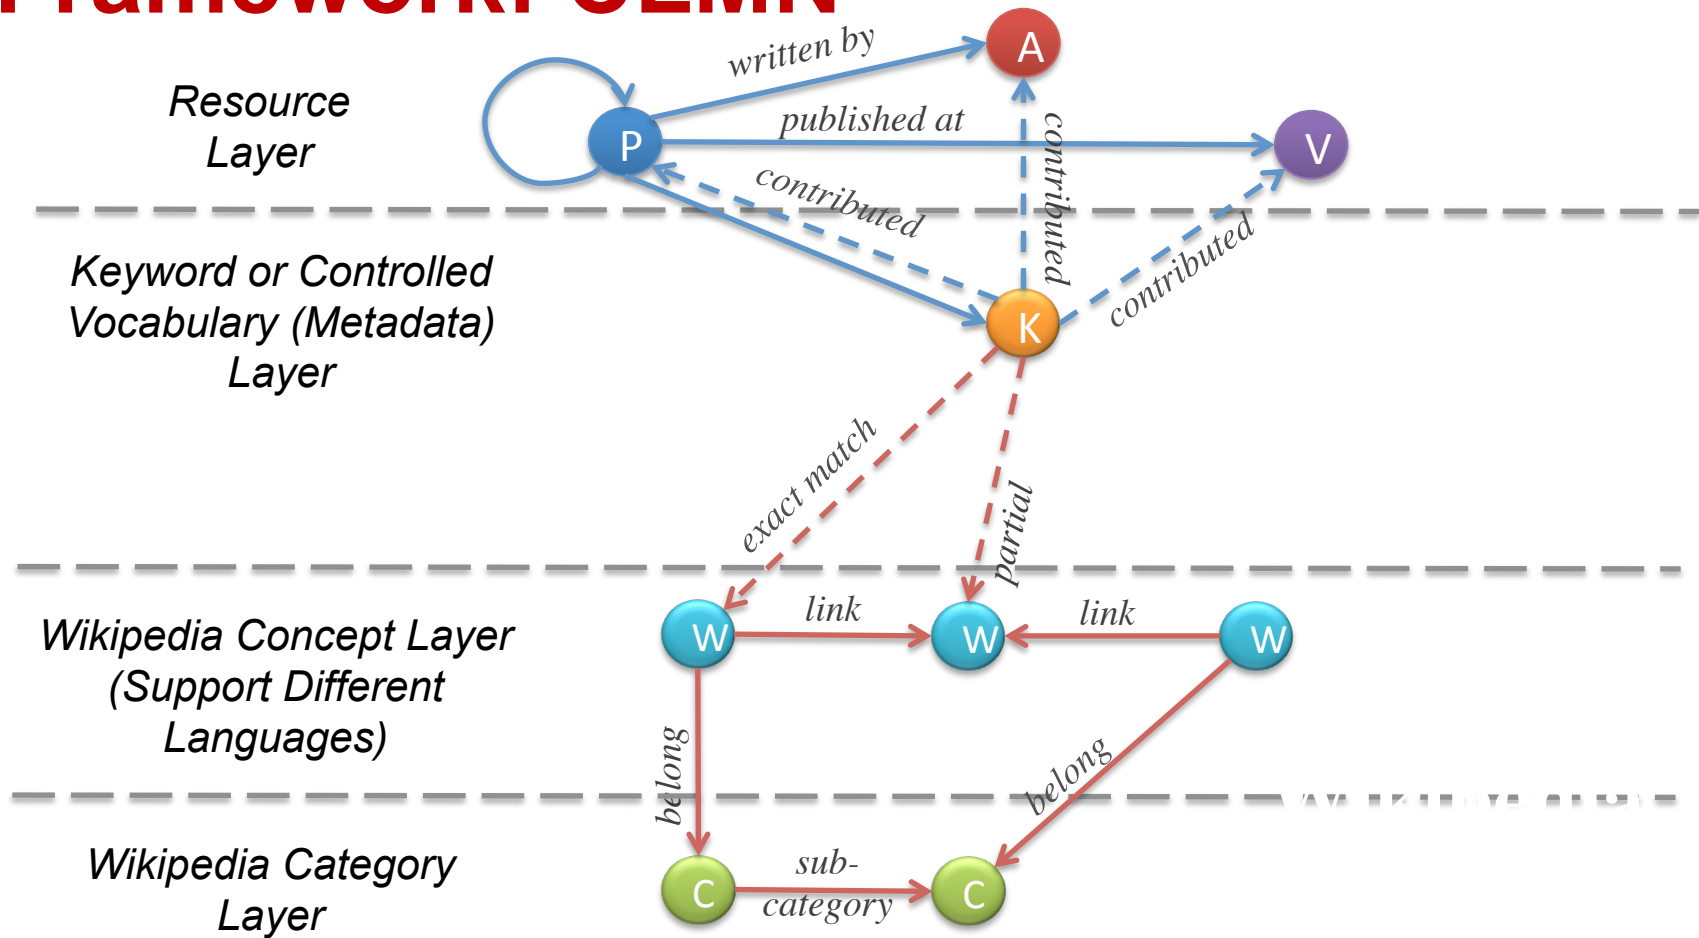 Resource
Layer
written by
A
published at
P
V
contributed
contributed
contributed
Keyword or Controlled
Vocabulary (Metadata)
Layer
K
exact match
partial
Wikipedia Concept Layer
(Support Different
Languages)
W
link
W
link
W
belong
belong
Wikipedia Category
Layer
C
sub-
category
C